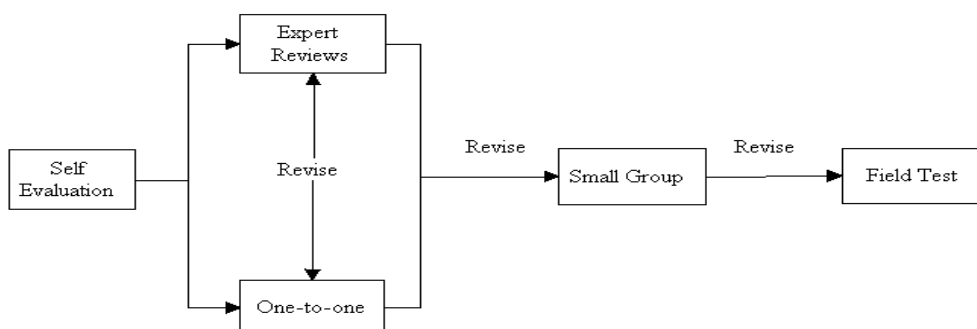 Expert
Reviews
Self
Evaluation
Revise
Revise
Small Group
Revise
Field Test
One-to-one